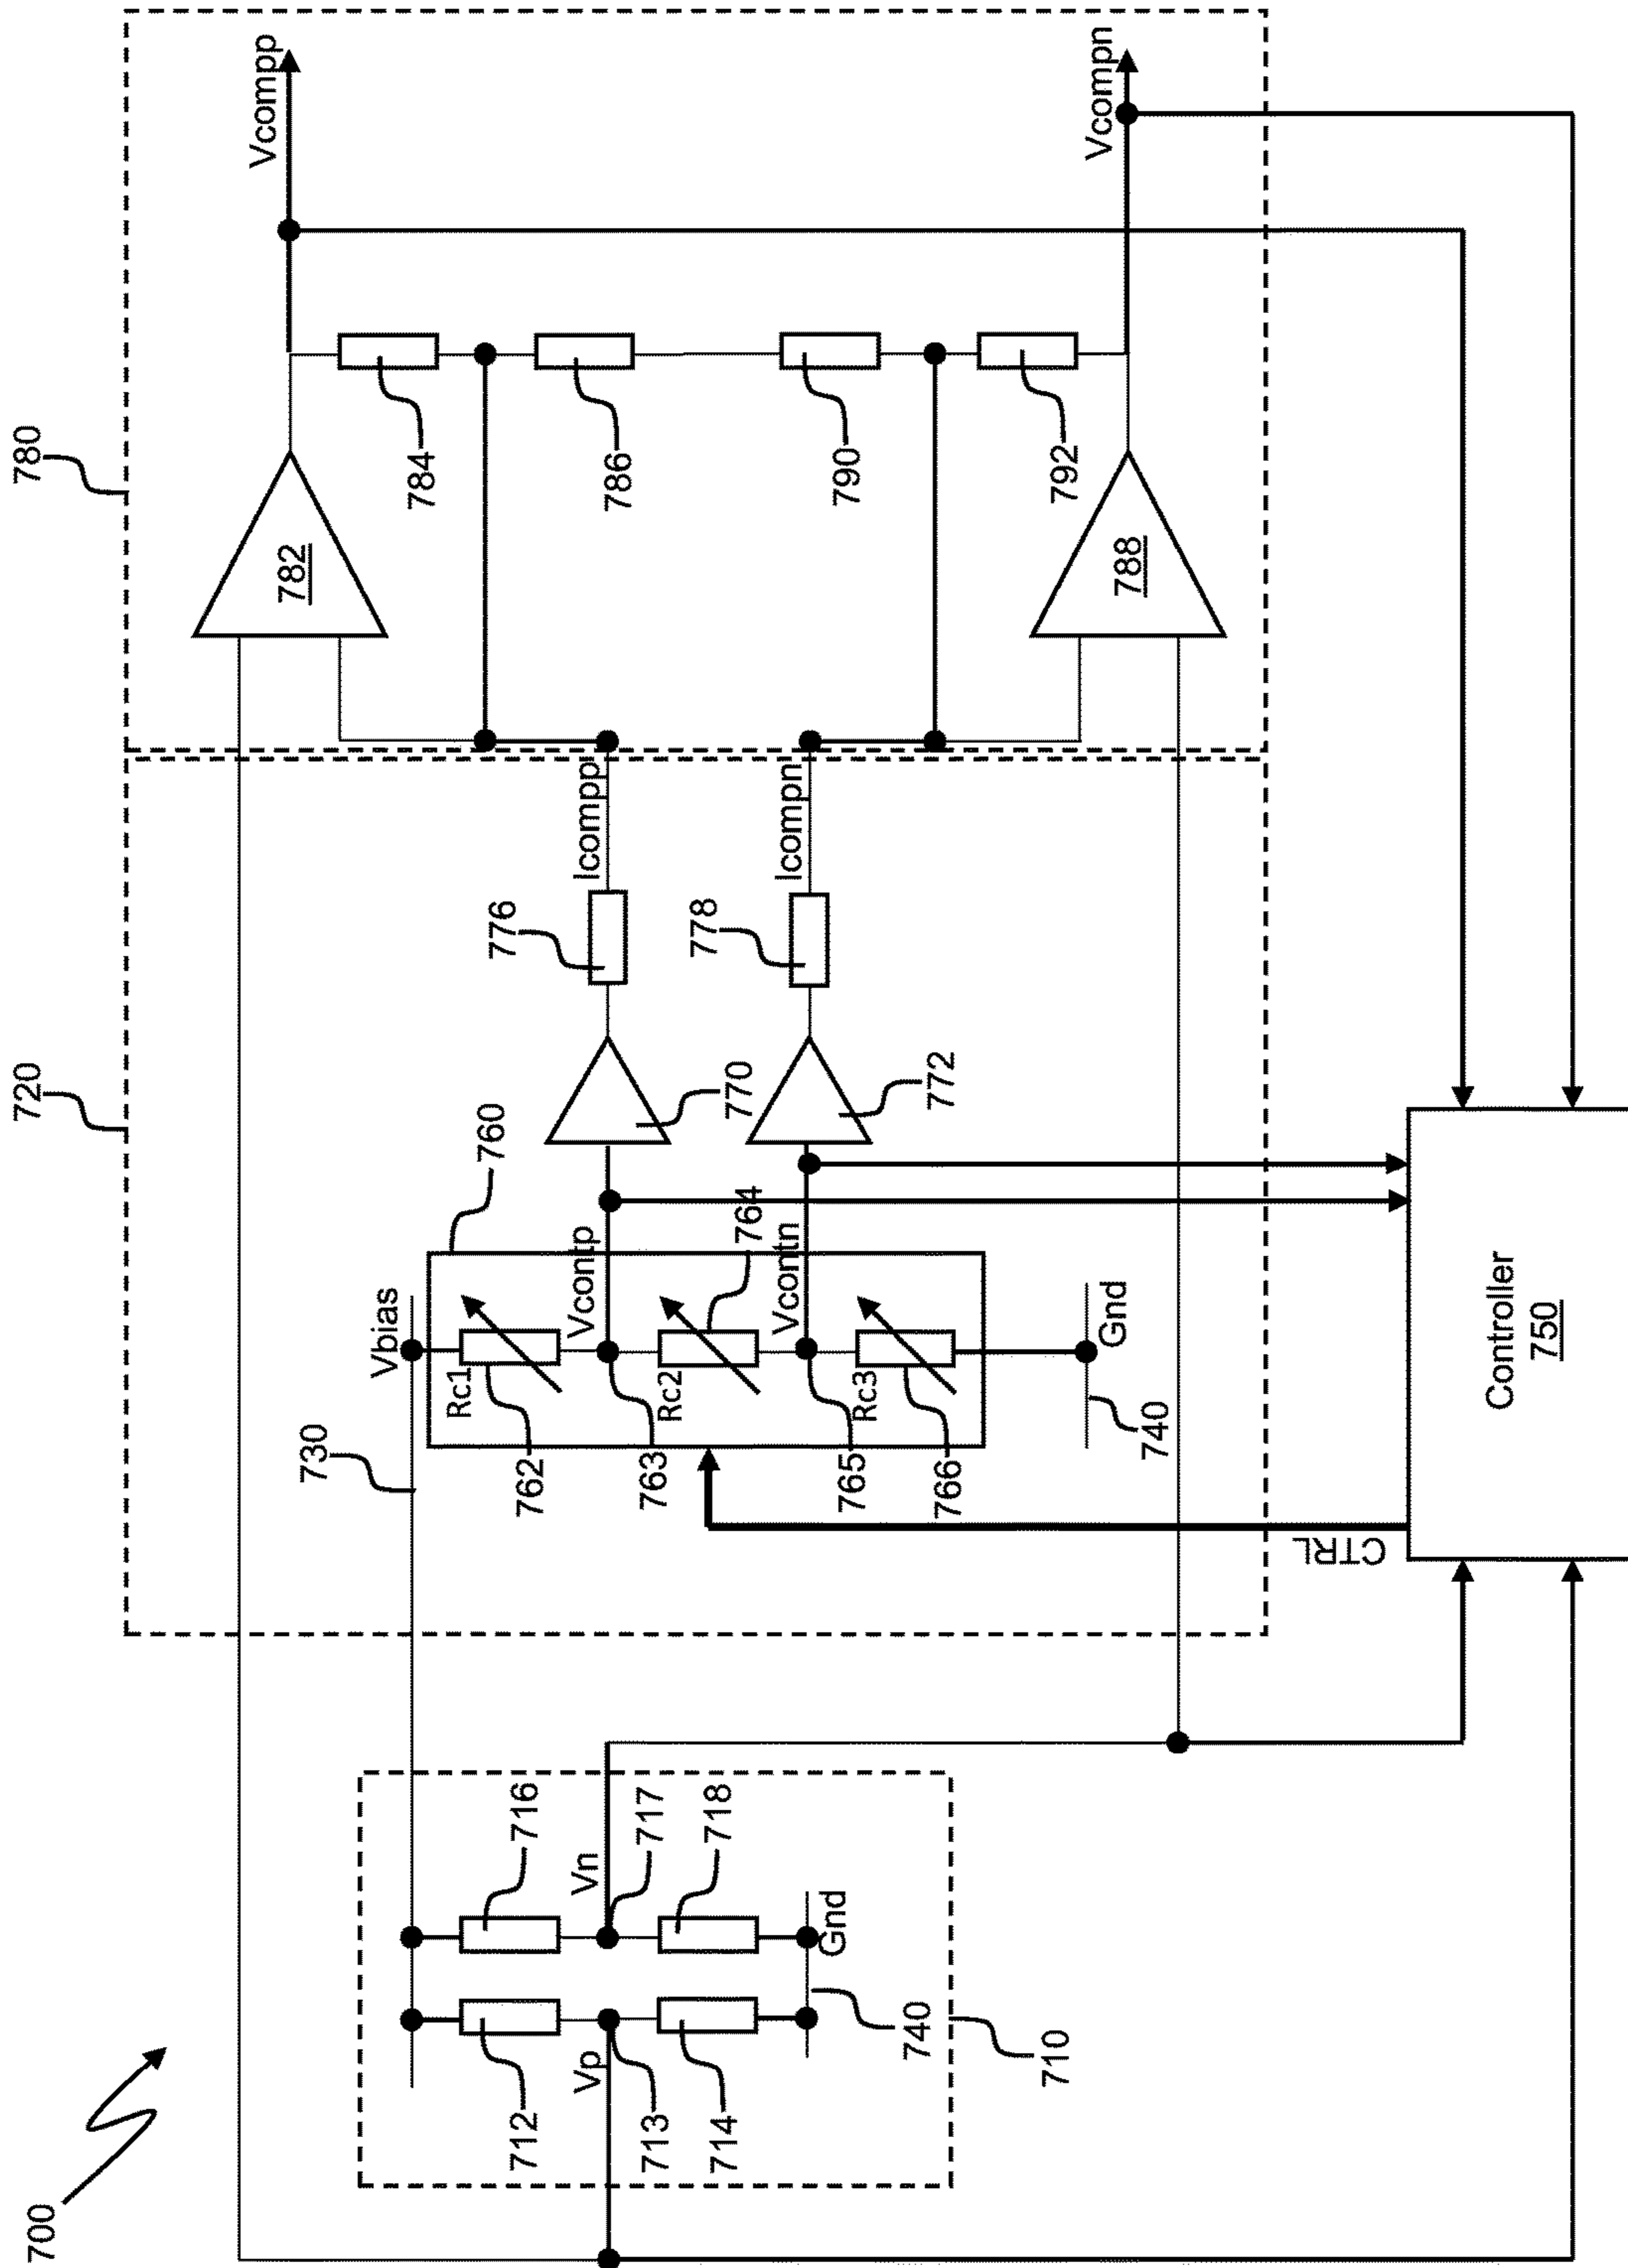 700
710
712
713
714
716
717
718
740
Vp
Vn
Gnd
720
730
Vbias
760
Rc1
Vcontp
Rc2
764
Vcontn
Rc3
762
763
765
766
740
Gnd
770
772
776
778
Icompp
Icompn
780
782
784
786
790
792
788
Vcompp
Vcompn
CTRL
Controller
750